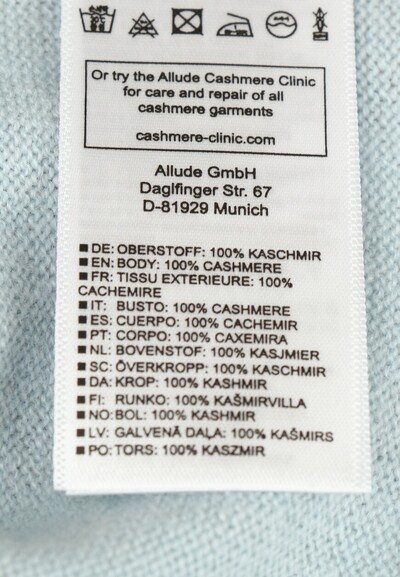 Or try the Allude Cashmere Clinic
for care and repair of all
cashmere garments
cashmere-clinic.com
Allude GmbH
Daglfinger Str. 67
D-81929 Munich
■ DE: OBERSTOFF: 100% KASCHMIR
■ EN: BODY: 100% CASHMERE
■ FR: TISSU EXTERIEURE: 100%
CACHEMIRE
■ IT: BUSTO: 100% CASHMERE
■ ES: CUERPO: 100% CACHEMIR
■ PT: CORPO: 100% CAXEMIRA
■ NL: BOVENSTOF: 100% KASJMIER
■ SC: ÖVERKROPP: 100% KASCHMIR
■ DA: KROP: 100% KASHMIR
■ FI: RUNKO: 100% KAŠMIRVILLA
■ NO: BOL: 100% KASHMIR
■ LV: GALVENĀ DAĻA: 100% KAŠMIRS
■ PO: TORS: 100% KASZMIR